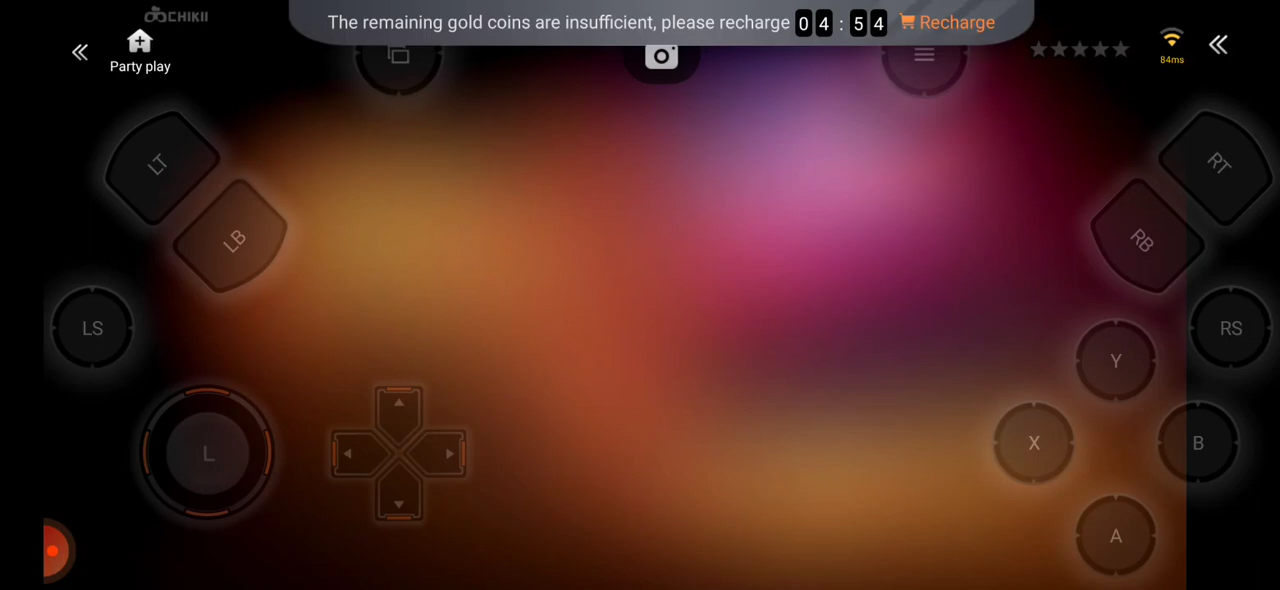 CHIKII
The remaining gold coins are insufficient, please recharge 04:54 Recharge
Party play
84ms
LT
RT
LB
RB
LS
RS
Y
L
X
B
A